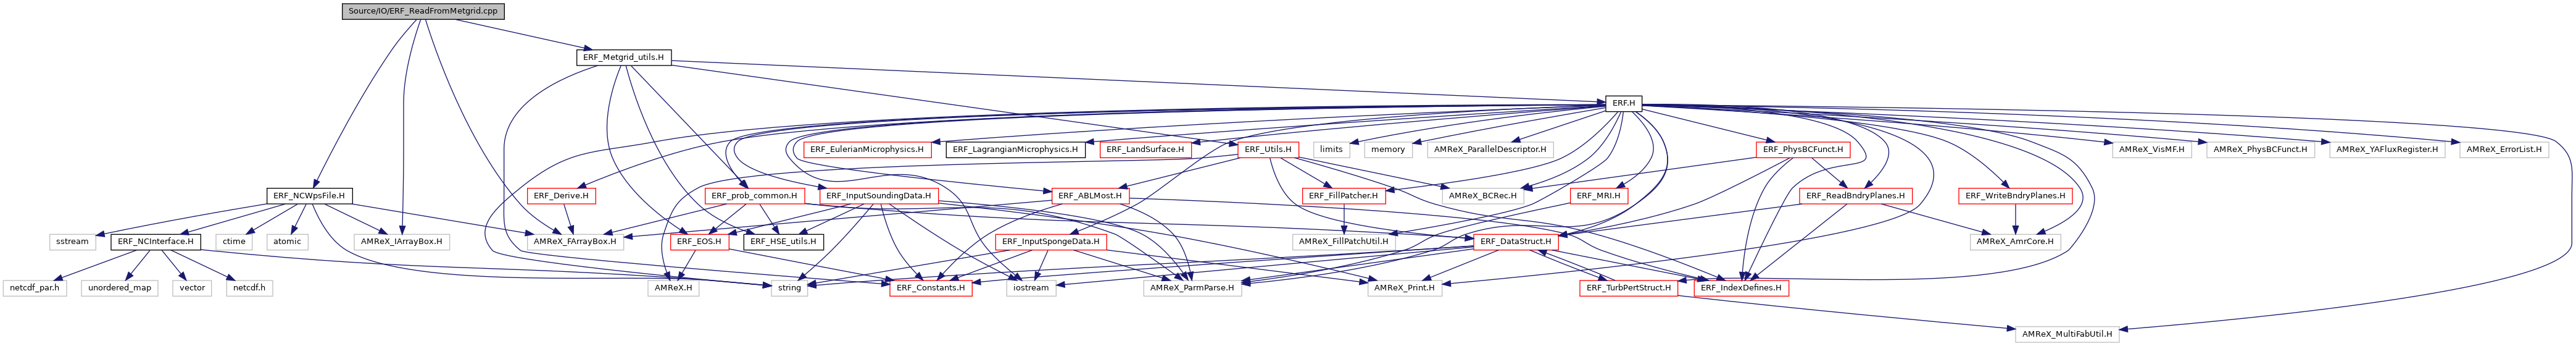 Source/IO/ERF_ReadFromMetgrid.cpp
ERF_Metgrid_utils.H
ERF.H
ERF_EulerianMicrophysics.H
ERF_LagrangianMicrophysics.H
ERF_LandSurface.H
ERF_Utils.H
limits
memory
AMReX_ParallelDescriptor.H
ERF_PhysBCFunct.H
AMReX_VisMF.H
AMReX_PhysBCFunct.H
AMReX_YAFluxRegister.H
AMReX_ErrorList.H
ERF_NCWpsFile.H
ERF_Derive.H
ERF_prob_common.H
ERF_InputSoundingData.H
ERF_ABLMost.H
ERF_FillPatcher.H
AMReX_BCRec.H
ERF_MRI.H
ERF_ReadBndryPlanes.H
ERF_WriteBndryPlanes.H
sstream
ERF_NCInterface.H
ctime
atomic
AMReX_IArrayBox.H
AMReX_FArrayBox.H
ERF_EOS.H
ERF_HSE_utils.H
ERF_InputSpongeData.H
AMReX_FillPatchUtil.H
ERF_DataStruct.H
AMReX_AmrCore.H
netcdf_par.h
unordered_map
vector
netcdf.h
AMReX.H
string
ERF_Constants.H
iostream
AMReX_ParmParse.H
AMReX_Print.H
ERF_TurbPertStruct.H
ERF_IndexDefines.H
AMReX_MultiFabUtil.H